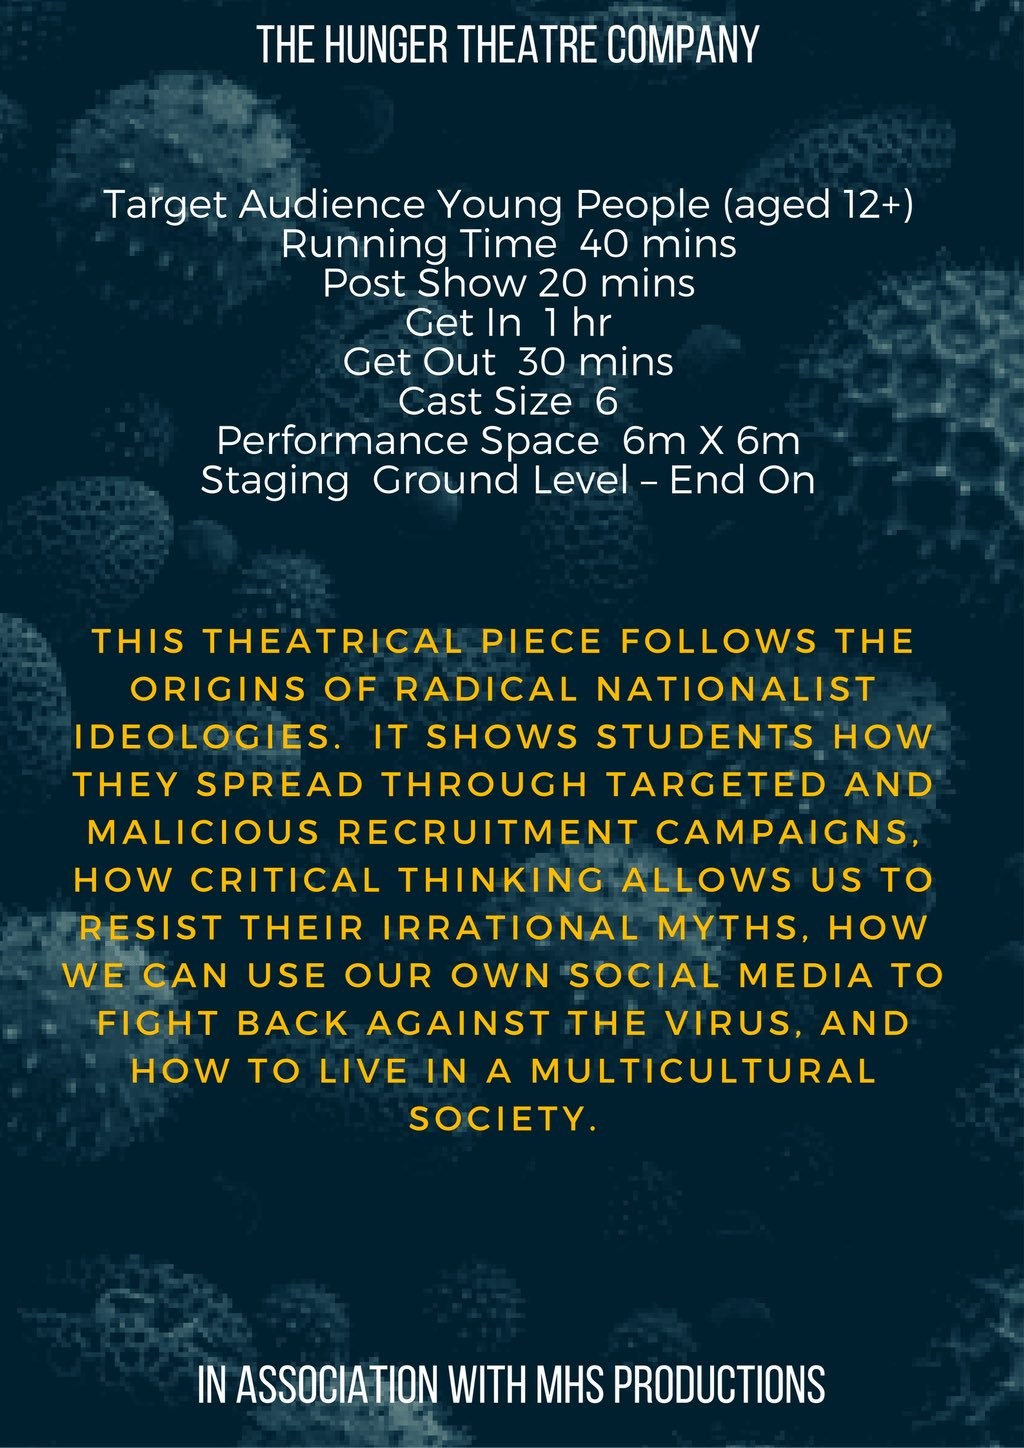 THE HUNGER THEATRE COMPANY
Target Audience Young People (aged 12+)
Running Time 40 mins
Post Show 20 mins
Get In 1 hr
Get Out 30 mins
Cast Size 6
Performance Space 6m X 6m
Staging Ground Level – End On
THIS THEATRICAL PIECE FOLLOWS THE
ORIGINS OF RADICAL NATIONALIST
IDEOLOGIES. IT SHOWS STUDENTS HOW
THEY SPREAD THROUGH TARGETED AND
MALICIOUS RECRUITMENT CAMPAIGNS,
HOW CRITICAL THINKING ALLOWS US TO
RESIST THEIR IRRATIONAL MYTHS, HOW
WE CAN USE OUR OWN SOCIAL MEDIA TO
FIGHT BACK AGAINST THE VIRUS, AND
HOW TO LIVE IN A MULTICULTURAL
SOCIETY.
IN ASSOCIATION WITH MHS PRODUCTIONS